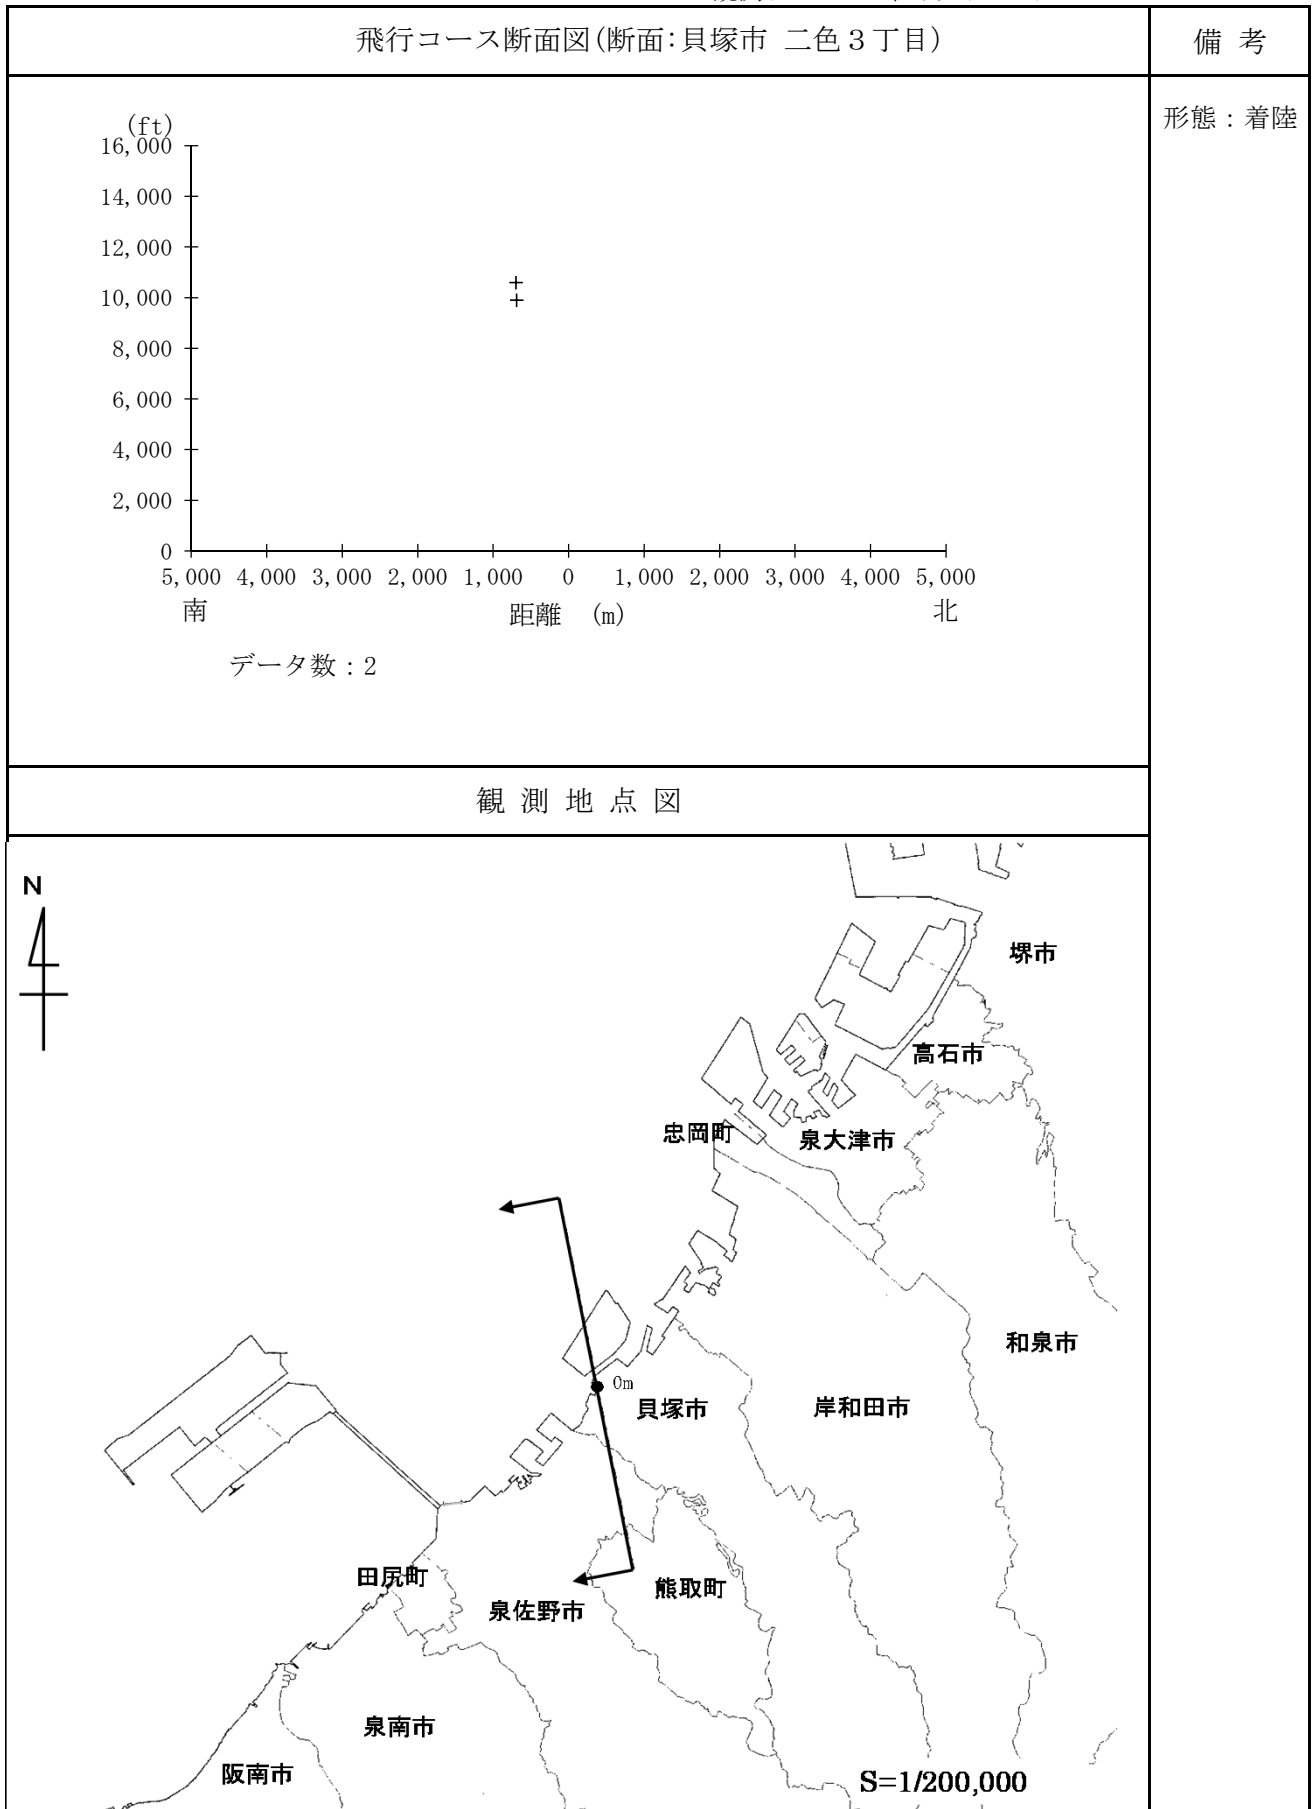 飛行コース断面図(断面:貝塚市 二色３丁目)
備 考
形態：着陸
(ft)
16,000
14,000
12,000
10,000
8,000
6,000
4,000
2,000
0
5,000 4,000 3,000 2,000 1,000 0 1,000 2,000 3,000 4,000 5,000
南 距離 (m) 北
データ数：2
観 測 地 点 図
N
堺市
高石市
忠岡町
泉大津市
和泉市
0m
貝塚市
岸和田市
田尻町
熊取町
泉佐野市
泉南市
阪南市
S=1/200,000